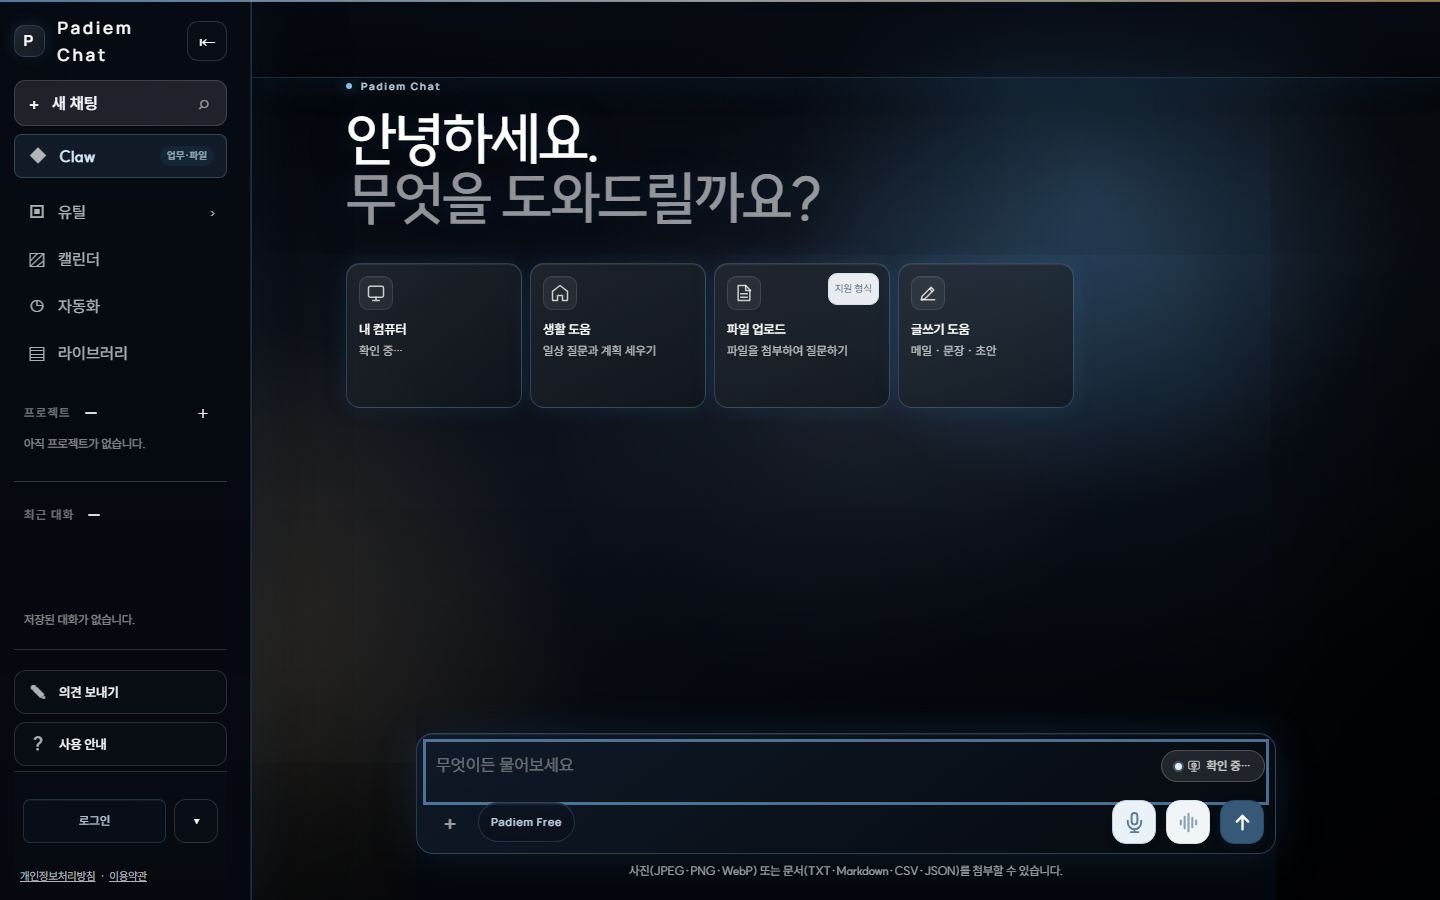 P
Padiem
Chat
+ 새 채팅
Claw
업무·파일
유틸
캘린더
자동화
라이브러리
프로젝트
아직 프로젝트가 없습니다.
최근 대화
저장된 대화가 없습니다.
의견 보내기
? 사용 안내
로그인
개인정보처리방침 · 이용약관
Padiem Chat
안녕하세요.
무엇을 도와드릴까요?
내 컴퓨터
확인 중…
생활 도움
일상 질문과 계획 세우기
지원 형식
파일 업로드
파일을 첨부하여 질문하기
글쓰기 도움
메일 · 문장 · 초안
무엇이든 물어보세요
확인 중…
Padiem Free
사진(JPEG·PNG·WebP) 또는 문서(TXT·Markdown·CSV·JSON)를 첨부할 수 있습니다.